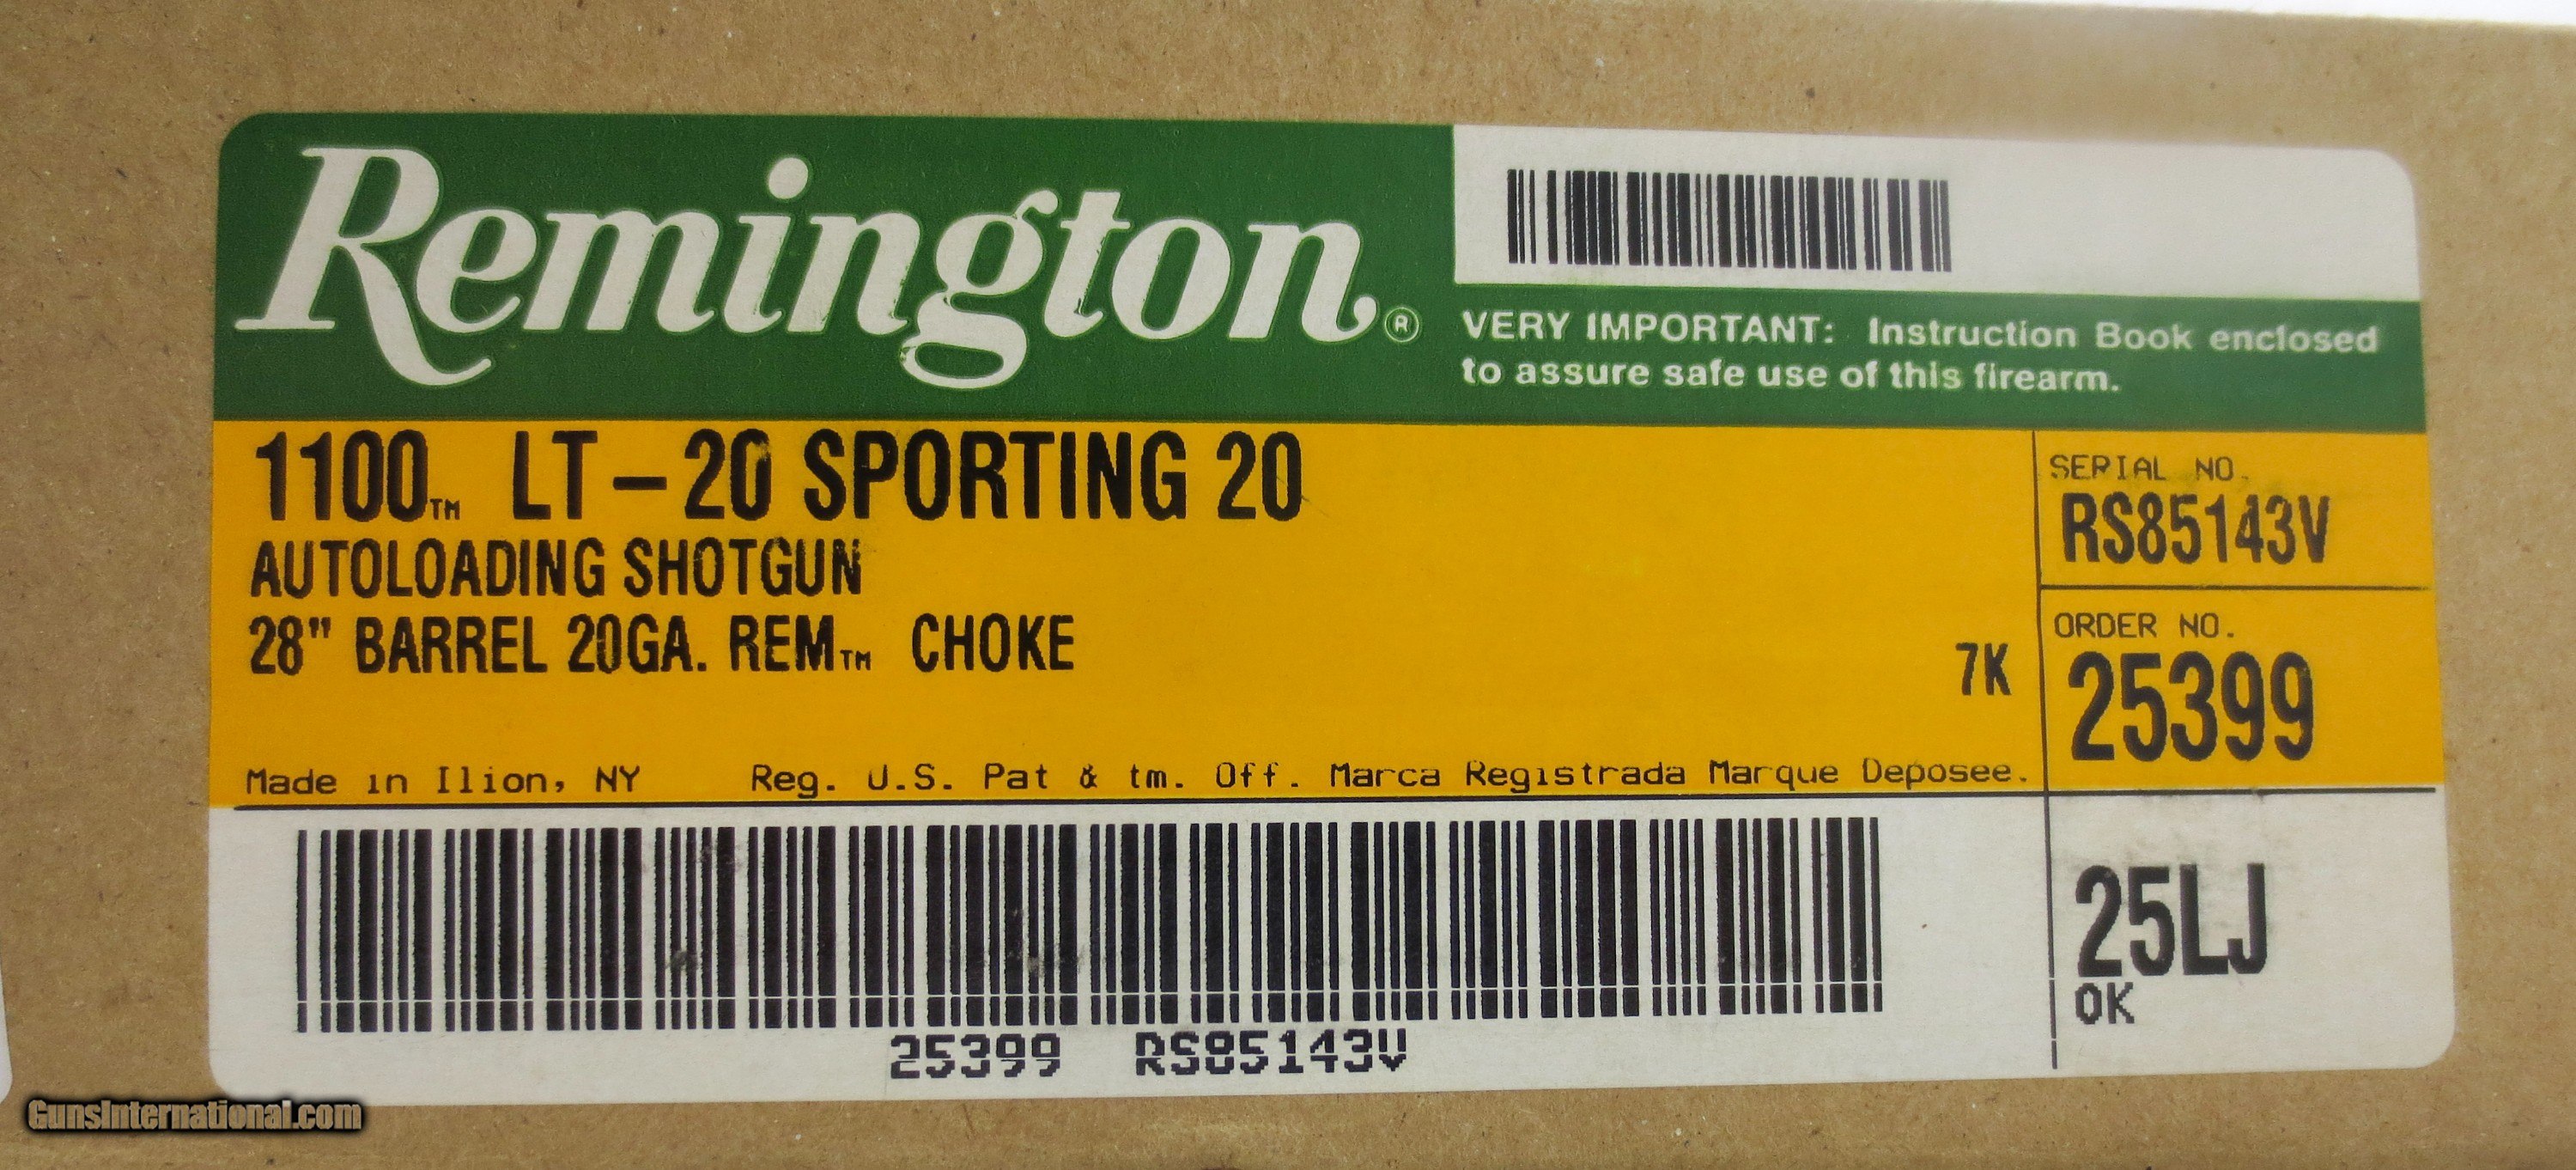 Remington®
VERY IMPORTANT: Instruction Book enclosed
to assure safe use of this firearm.
1100™ LT-20 SPORTING 20
AUTOLOADING SHOTGUN
28" BARREL 20GA. REM™ CHOKE
7K
Made in Ilion, NY Reg. U.S. Pat & tm. Off. Marca Registrada Marque Deposee.
SERIAL NO.
RS85143V
ORDER NO.
25399
25LJ
OK
25399 RS85143V
GunsInternational.com